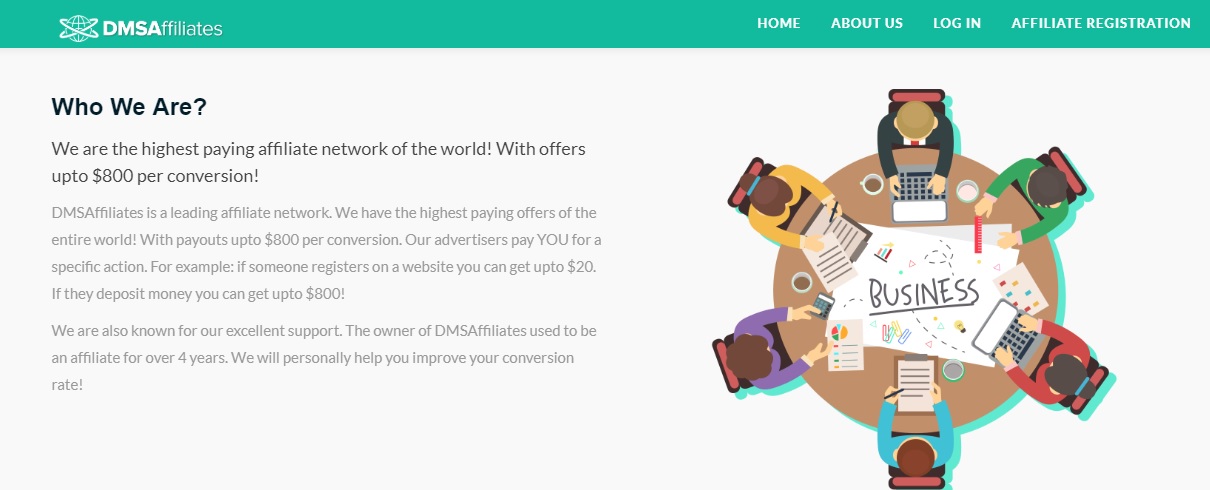 DMSAffiliates
HOME ABOUT US LOG IN AFFILIATE REGISTRATION
Who We Are?
We are the highest paying affiliate network of the world! With offers
upto $800 per conversion!
DMSAffiliates is a leading affiliate network. We have the highest paying offers of the
entire world! With payouts upto $800 per conversion. Our advertisers pay YOU for a
specific action. For example: if someone registers on a website you can get upto $20.
If they deposit money you can get upto $800!
We are also known for our excellent support. The owner of DMSAffiliates used to be
an affiliate for over 4 years. We will personally help you improve your conversion
rate!
BUSINESS